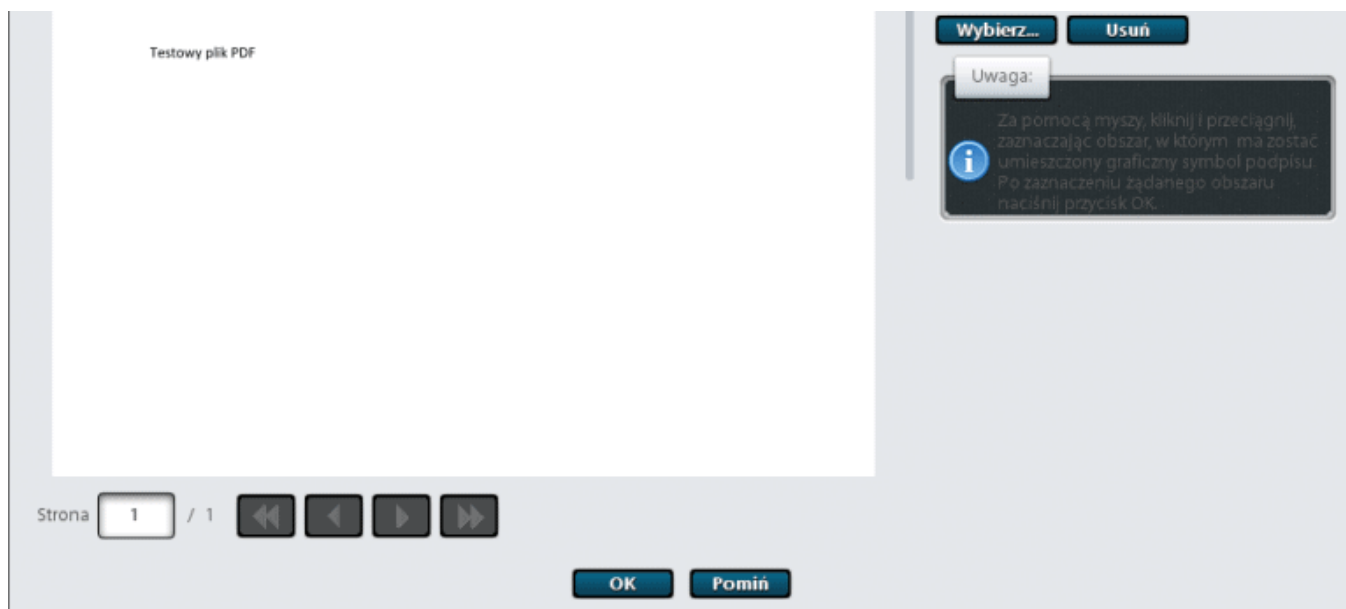 Wybierz... Usuń
Testowy plik PDF
Uwaga:
Za pomocą myszy, kliknij i przeciągnij,
zaznaczając obszar, w którym ma zostać
umieszczony graficzny symbol podpisu.
Po zaznaczeniu żądanego obszaru
naciśnij przycisk OK.
Strona 1 / 1
OK Pomiń